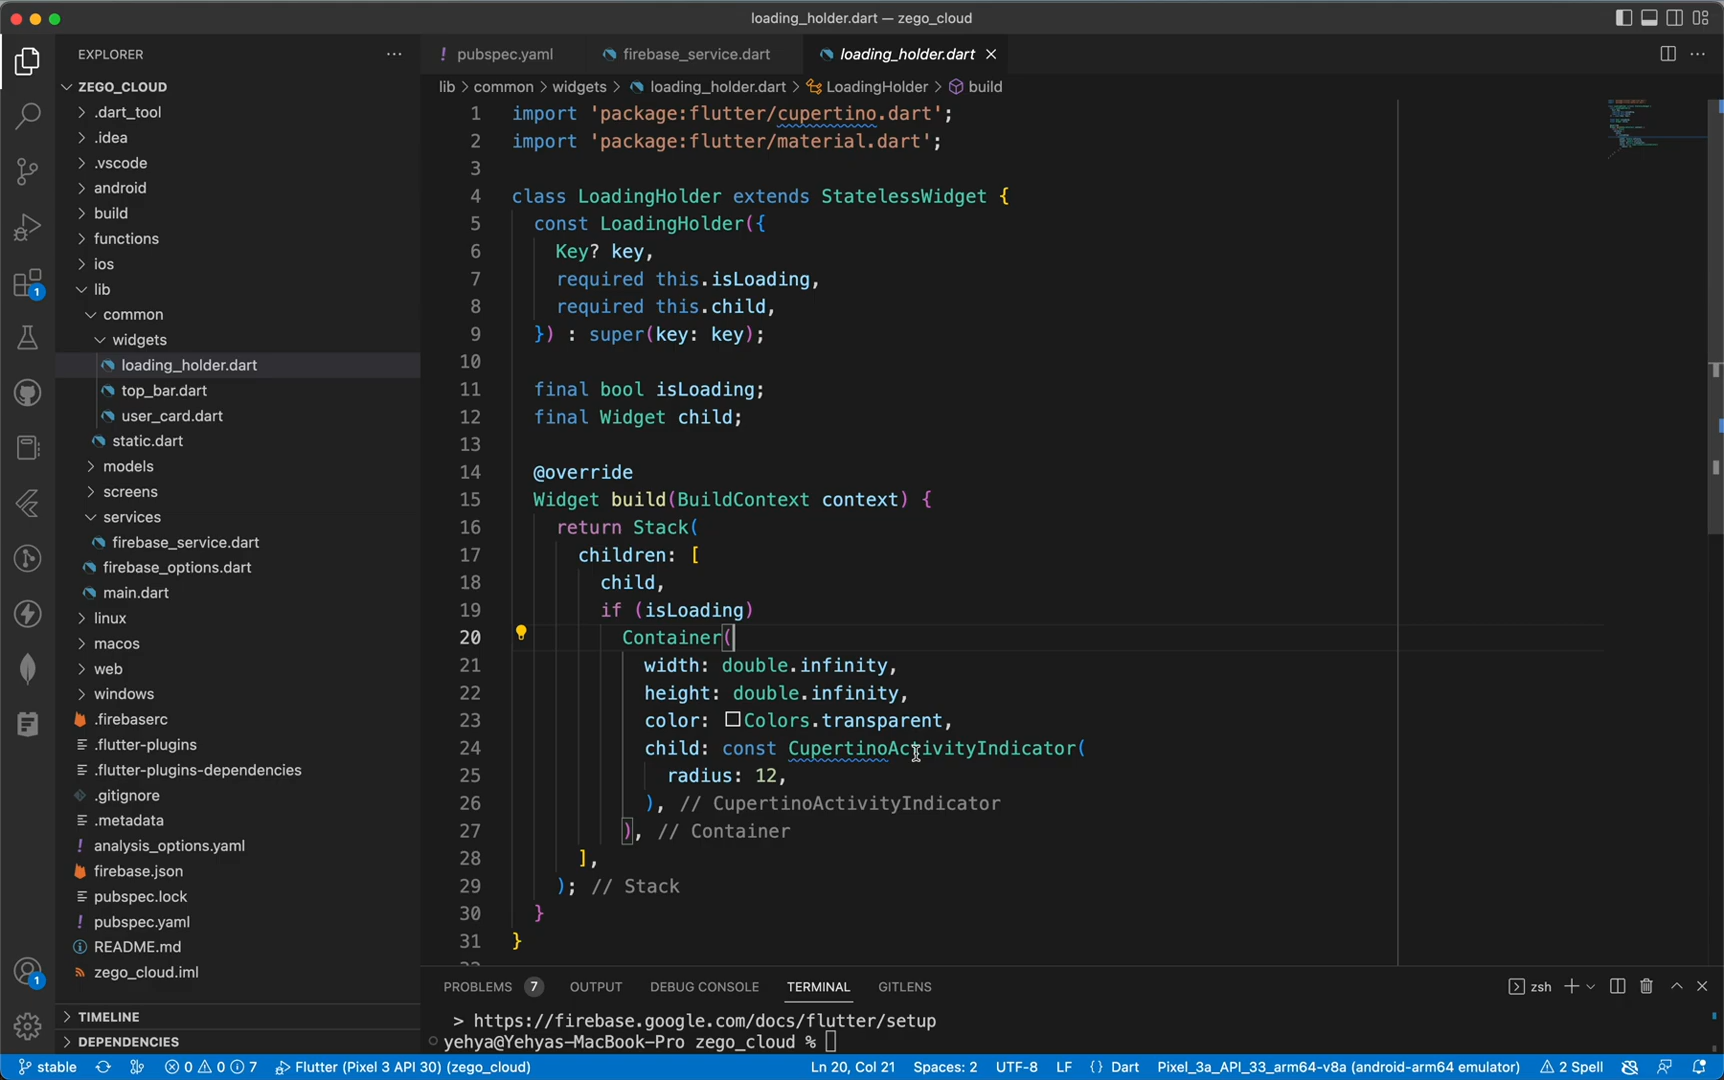 loading_holder.dart — zego_cloud
EXPLORER
ZEGO_CLOUD
.dart_tool
.idea
.vscode
android
build
functions
ios
lib
common
widgets
loading_holder.dart
top_bar.dart
user_card.dart
static.dart
models
screens
services
firebase_service.dart
firebase_options.dart
main.dart
linux
macos
web
windows
.firebaserc
.flutter-plugins
.flutter-plugins-dependencies
.gitignore
.metadata
analysis_options.yaml
firebase.json
pubspec.lock
pubspec.yaml
README.md
zego_cloud.iml
TIMELINE
DEPENDENCIES
1
1
! pubspec.yaml firebase_service.dart loading_holder.dart
lib > common > widgets > loading_holder.dart > LoadingHolder > build
1 import 'package:flutter/cupertino.dart';
2 import 'package:flutter/material.dart';
3
4 class LoadingHolder extends StatelessWidget {
5 const LoadingHolder({
6 Key? key,
7 required this.isLoading,
8 required this.child,
9 }) : super(key: key);
10
11 final bool isLoading;
12 final Widget child;
13
14 @override
15 Widget build(BuildContext context) {
16 return Stack(
17 children: [
18 child,
19 if (isLoading)
20 Container(
21 width: double.infinity,
22 height: double.infinity,
23 color: Colors.transparent,
24 child: const CupertinoActivityIndicator(
25 radius: 12,
26 ), // CupertinoActivityIndicator
27 ), // Container
28 ],
29 ); // Stack
30 }
31 }
PROBLEMS 7 OUTPUT DEBUG CONSOLE TERMINAL GITLENS zsh
> https://firebase.google.com/docs/flutter/setup
yehya@Yehyas-MacBook-Pro zego_cloud %
stable 0 0 7 Flutter (Pixel 3 API 30) (zego_cloud) Ln 20, Col 21 Spaces: 2 UTF-8 LF {} Dart Pixel_3a_API_33_arm64-v8a (android-arm64 emulator) 2 Spell